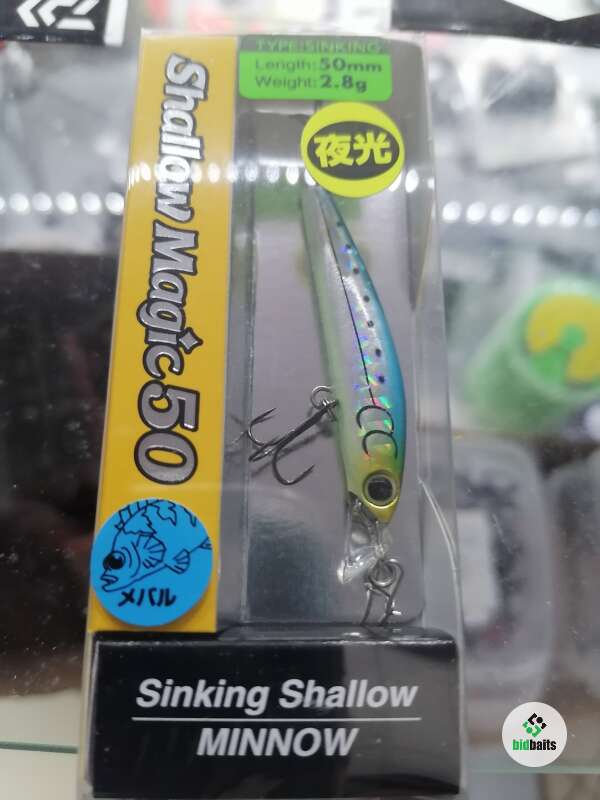 TYPE:SINKING
Length:50mm
Weight:2.8g
夜光
Shallow Magic 50
メバル
Sinking Shallow
MINNOW
bidbaits